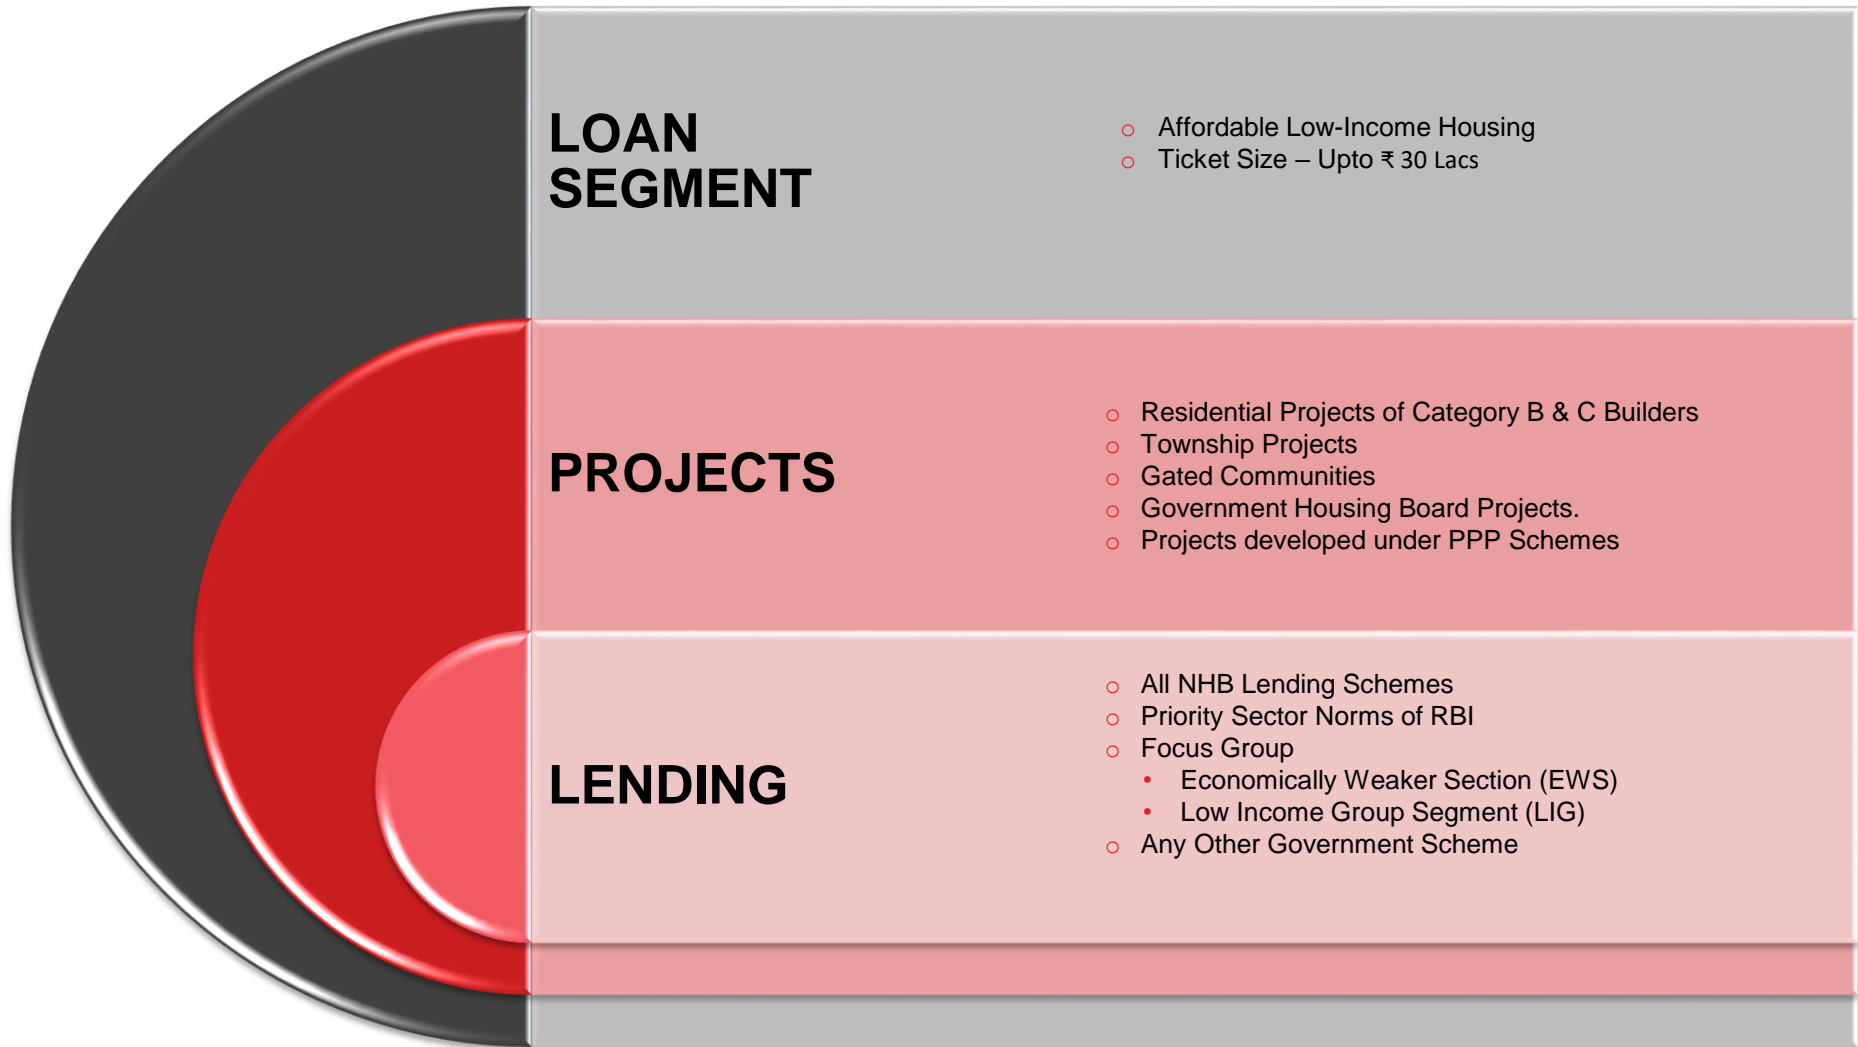 LOAN
SEGMENT
Affordable Low-Income Housing
Ticket Size – Upto ₹ 30 Lacs
PROJECTS
Residential Projects of Category B & C Builders
Township Projects
Gated Communities
Government Housing Board Projects.
Projects developed under PPP Schemes
LENDING
All NHB Lending Schemes
Priority Sector Norms of RBI
Focus Group
Economically Weaker Section (EWS)
Low Income Group Segment (LIG)
Any Other Government Scheme